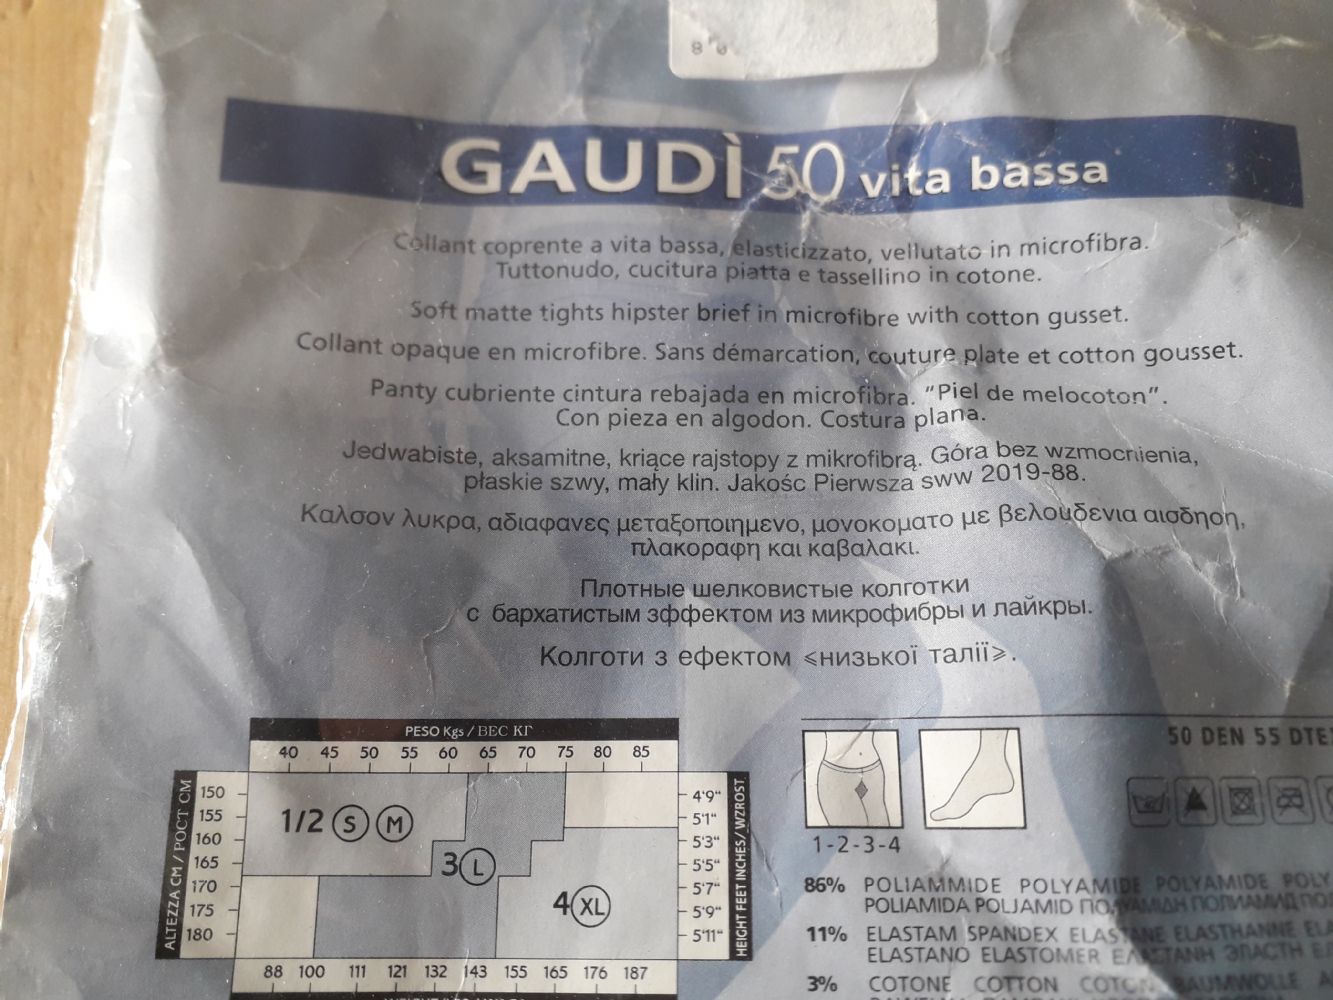 GAUDÌ 50 vita bassa
Collant coprente a vita bassa, elasticizzato, vellutato in microfibra.
Tuttonudo, cucitura piatta e tassellino in cotone.
Soft matte tights hipster brief in microfibre with cotton gusset.
Collant opaque en microfibre. Sans démarcation, couture plate et cotton gousset.
Panty cubriente cintura rebajada en microfibra. "Piel de melocoton".
Con pieza en algodon. Costura plana.
Jedwabiste, aksamitne, kriące rajstopy z mikrofibrą. Góra bez wzmocnienia,
płaskie szwy, mały klin. Jakośc Pierwsza sww 2019-88.
Καλσον λυκρα, αδιαφανες μεταξοποιημενο, μονοκοματο με βελουδενια αισθηση,
πλακοραφη και καβαλακι.
Плотные шелковистые колготки
с бархатистым зффектом из микрофибры и лайкры.
Колготи з ефектом «низької талії».
PESO Kgs / ВЕС КГ
40 45 50 55 60 65 70 75 80 85
ALTEZZA CM / РОСТ СМ
150 4'9"
155 5'1"
160 5'3"
165 5'5"
170 5'7"
175 5'9"
180 5'11"
1/2 S M
3 L
4 XL
HEIGHT FEET INCHES / WZROST
88 100 111 121 132 143 155 165 176 187
50 DEN 55 DTEX
1-2-3-4
86% POLIAMMIDE POLYAMIDE POLYAMIDE
POLIAMIDA POLJAMID ПОЛИАМИД
11% ELASTAM SPANDEX ELASTANE ELASTHANNE
ELASTANO ELASTOMER
3% COTONE COTTON COTON BAUMWOLLE